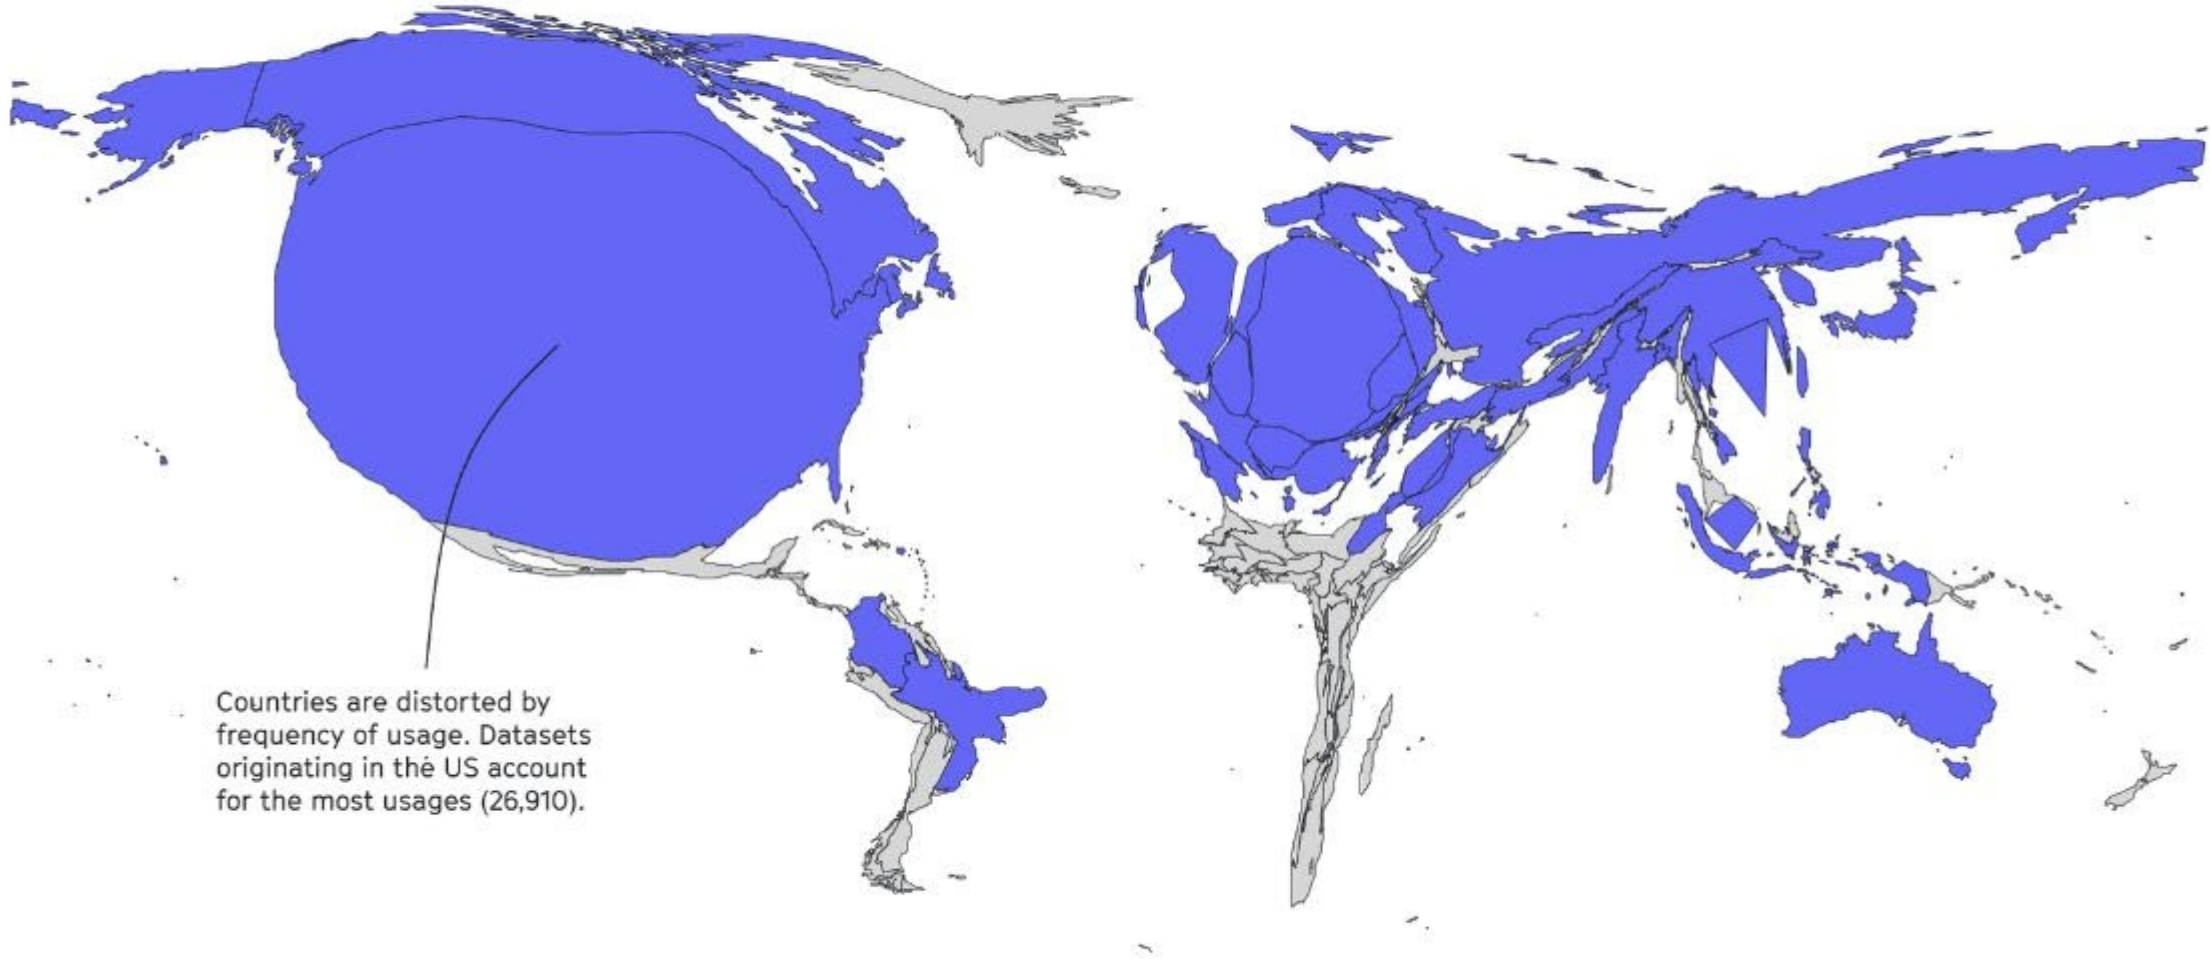 Countries are distorted by
frequency of usage. Datasets
originating in the US account
for the most usages (26,910).